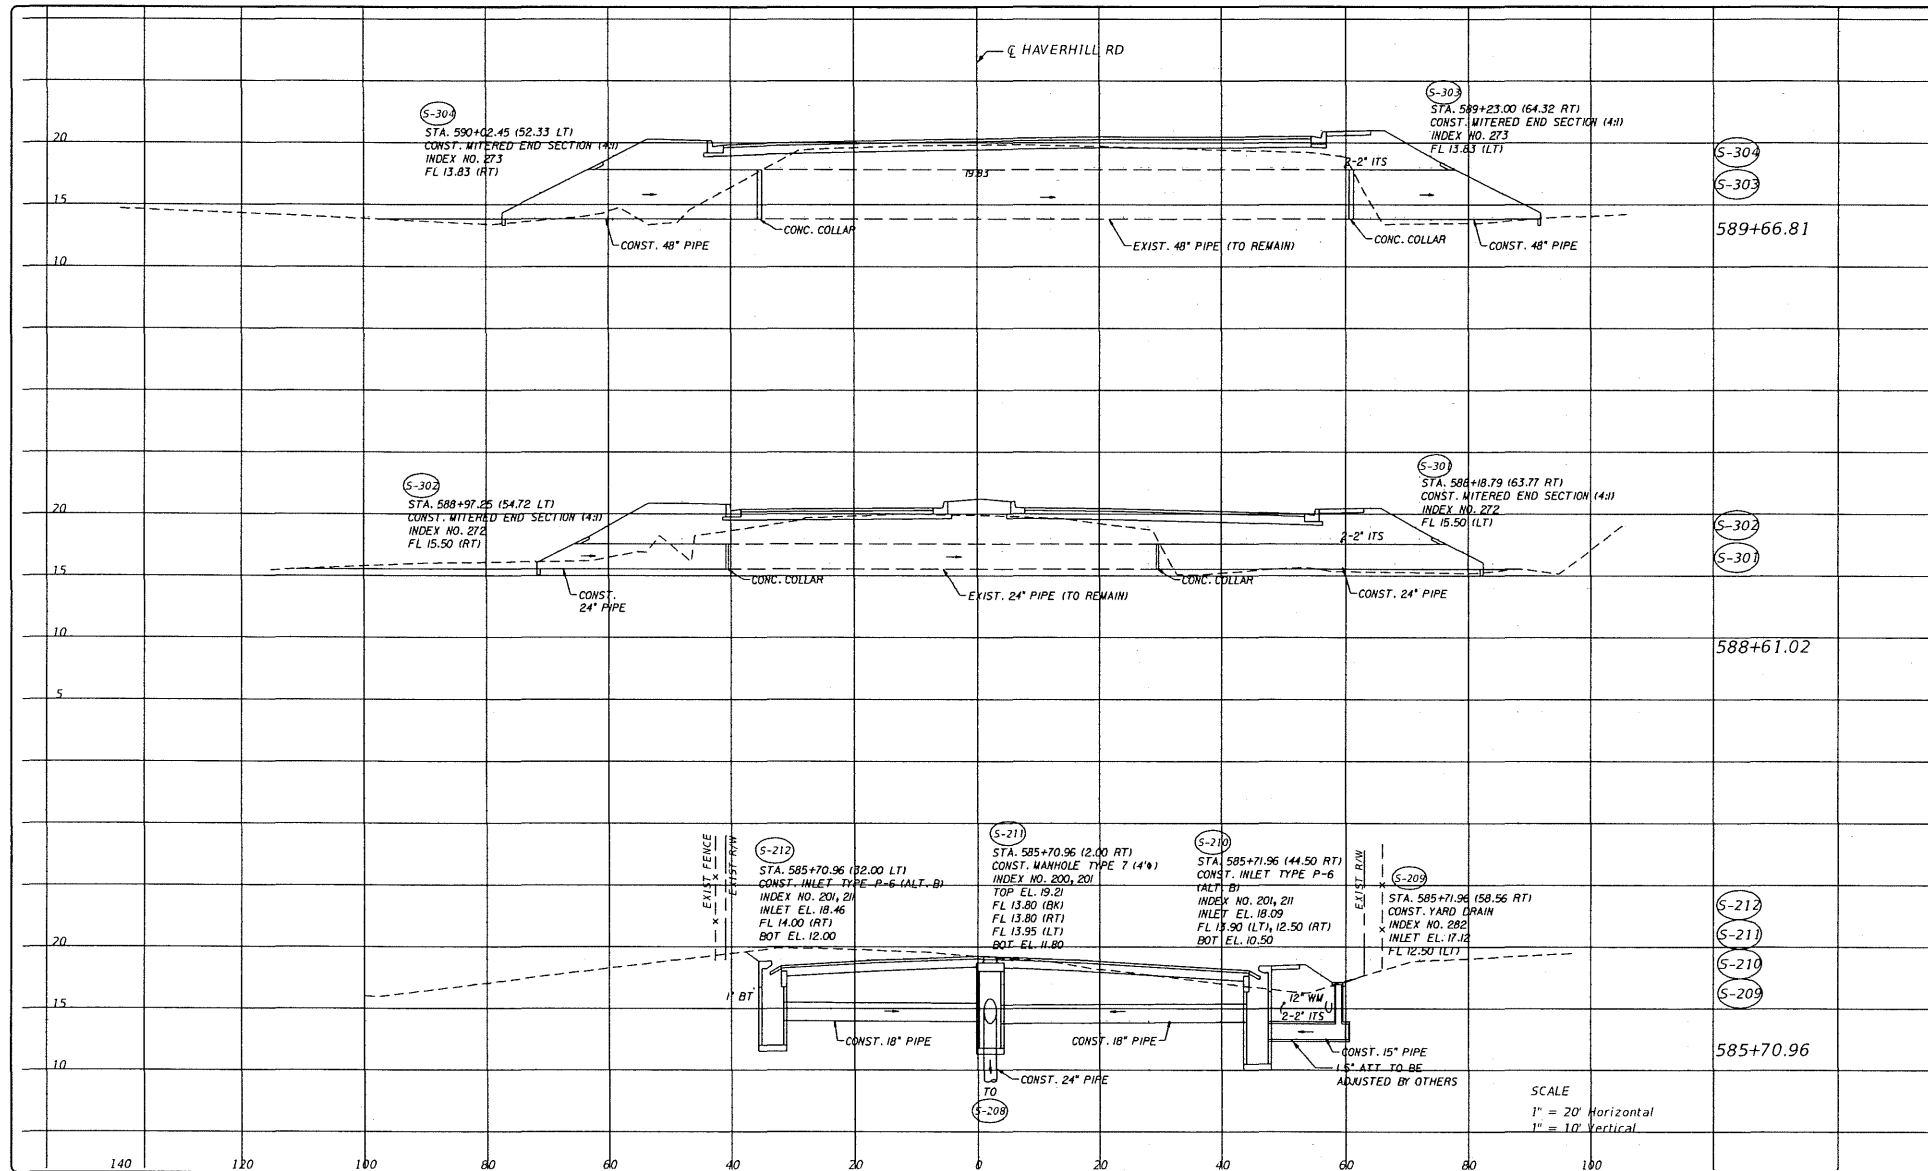 ℄ HAVERHILL RD
S-304
STA. 590+02.45 (52.33 LT)
CONST. MITERED END SECTION (4:1)
INDEX NO. 273
FL 13.83 (RT)
S-303
STA. 589+23.00 (64.32 RT)
CONST. MITERED END SECTION (4:1)
INDEX NO. 273
FL 13.83 (LT)
20
15
10
19.83
2-2" ITS
CONST. 48" PIPE
CONC. COLLAR
EXIST. 48" PIPE (TO REMAIN)
CONC. COLLAR
CONST. 48" PIPE
S-304
S-303
589+66.81
S-302
STA. 588+97.25 (54.72 LT)
CONST. MITERED END SECTION (4:1)
INDEX NO. 272
FL 15.50 (RT)
S-301
STA. 588+18.79 (63.77 RT)
CONST. MITERED END SECTION (4:1)
INDEX NO. 272
FL 15.50 (LT)
20
15
10
5
2-2" ITS
CONST.
24" PIPE
CONC. COLLAR
EXIST. 24" PIPE (TO REMAIN)
CONC. COLLAR
CONST. 24" PIPE
S-302
S-301
588+61.02
EXIST FENCE
EXIST R/W
S-212
STA. 585+70.96 (32.00 LT)
CONST. INLET TYPE P-6 (ALT. B)
INDEX NO. 201, 211
INLET EL. 18.46
FL 14.00 (RT)
BOT EL. 12.00
S-211
STA. 585+70.96 (2.00 RT)
CONST. MANHOLE TYPE 7 (4'ϕ)
INDEX NO. 200, 201
TOP EL. 19.21
FL 13.80 (BK)
FL 13.80 (RT)
FL 13.95 (LT)
BOT EL. 11.80
S-210
STA. 585+71.96 (44.50 RT)
CONST. INLET TYPE P-6
(ALT. B)
INDEX NO. 201, 211
INLET EL. 18.09
FL 13.90 (LT), 12.50 (RT)
BOT EL. 10.50
EXIST R/W
S-209
STA. 585+71.96 (58.56 RT)
CONST. YARD DRAIN
INDEX NO. 282
INLET EL. 17.12
FL 12.50 (LT)
20
15
10
1" BT
12" WM
2-2" ITS
CONST. 18" PIPE
CONST. 18" PIPE
CONST. 15" PIPE
1.5" ATT TO BE
ADJUSTED BY OTHERS
CONST. 24" PIPE
TO
S-208
S-212
S-211
S-210
S-209
585+70.96
SCALE
1" = 20' Horizontal
1" = 10' Vertical
140 120 100 80 60 40 20 0 20 40 60 80 100